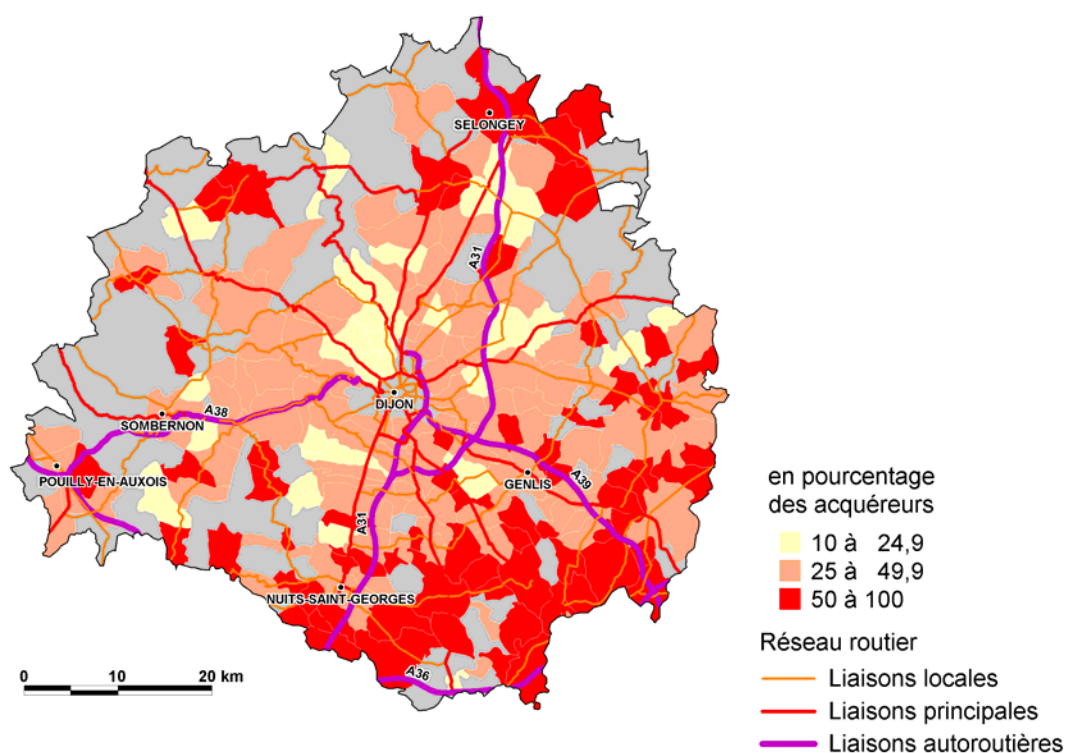 SELONGEY
A31
DIJON
A38
SOMBERNON
POUILLY-EN-AUXOIS
GENLIS
A39
A31
NUITS-SAINT-GEORGES
A36
0 10 20 km
en pourcentage
des acquéreurs
10 à 24,9
25 à 49,9
50 à 100
Réseau routier
Liaisons locales
Liaisons principales
Liaisons autoroutières